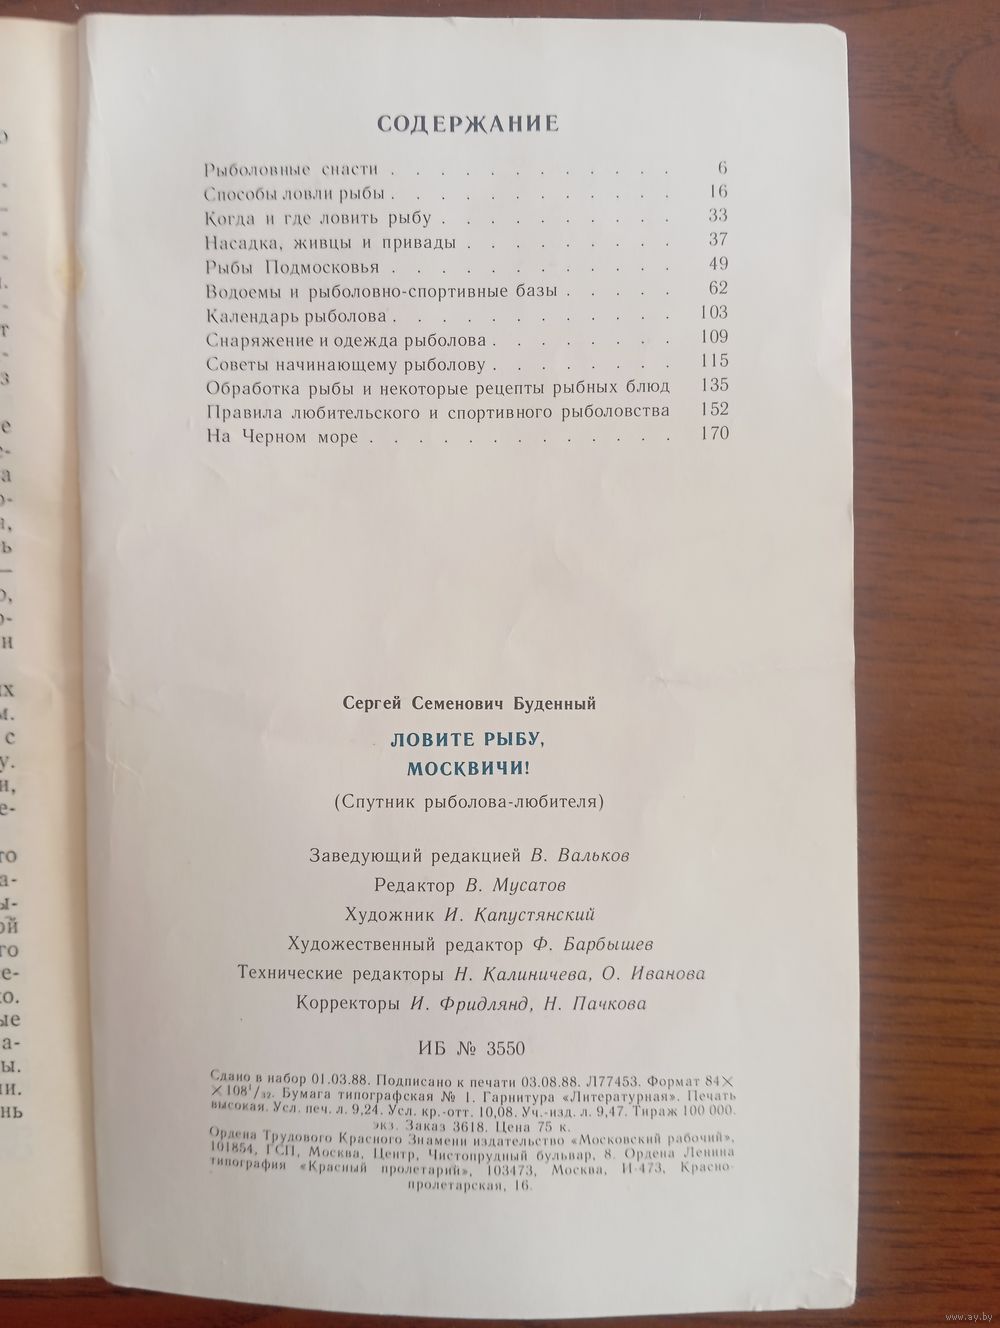 СОДЕРЖАНИЕ
Рыболовные снасти . . . . . . . . . . . . 6
Способы ловли рыбы . . . . . . . . . . . . 16
Когда и где ловить рыбу . . . . . . . . . . 33
Насадка, живцы и привады . . . . . . . . . 37
Рыбы Подмосковья . . . . . . . . . . . . 49
Водоемы и рыболовно-спортивные базы . . . . . 62
Календарь рыболова . . . . . . . . . . . . 103
Снаряжение и одежда рыболова . . . . . . . . 109
Советы начинающему рыболову . . . . . . . . 115
Обработка рыбы и некоторые рецепты рыбных блюд 135
Правила любительского и спортивного рыболовства 152
На Черном море . . . . . . . . . . . . . 170
Сергей Семенович Буденный
ЛОВИТЕ РЫБУ,
МОСКВИЧИ!
(Спутник рыболова-любителя)
Заведующий редакцией В. Вальков
Редактор В. Мусатов
Художник И. Капустянский
Художественный редактор Ф. Барбышев
Технические редакторы Н. Калиничева, О. Иванова
Корректоры И. Фридлянд, Н. Пачкова
ИБ № 3550
Сдано в набор 01.03.88. Подписано к печати 03.08.88. Л77453. Формат 84×
×108¹/₃₂. Бумага типографская № 1. Гарнитура «Литературная». Печать
высокая. Усл. печ. л. 9,24. Усл. кр.-отт. 10,08. Уч.-изд. л. 9,47. Тираж 100 000.
экз. Заказ 3618. Цена 75 к.
Ордена Трудового Красного Знамени издательство «Московский рабочий»,
101854, ГСП, Москва, Центр, Чистопрудный бульвар, 8. Ордена Ленина
типография «Красный пролетарий», 103473, Москва, И-473, Красно-
пролетарская, 16.
www.ay.by